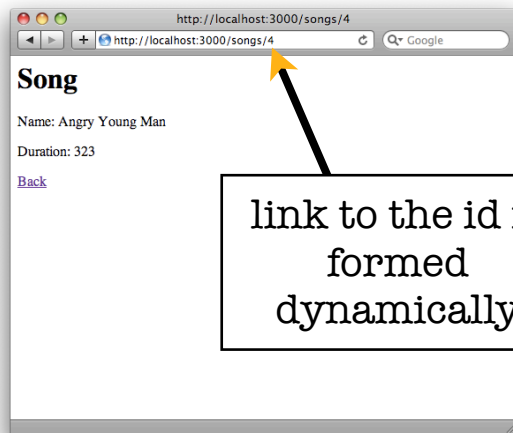 http://localhost:3000/songs/4
http://localhost:3000/songs/4
Google
Song
Name: Angry Young Man
Duration: 323
Back
link to the id
formed
dynamically